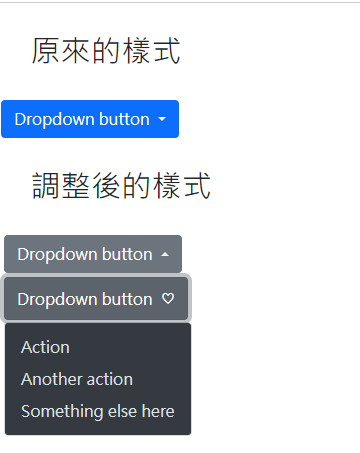 原來的樣式
Dropdown button
調整後的樣式
Dropdown button
Dropdown button
Action
Another action
Something else here